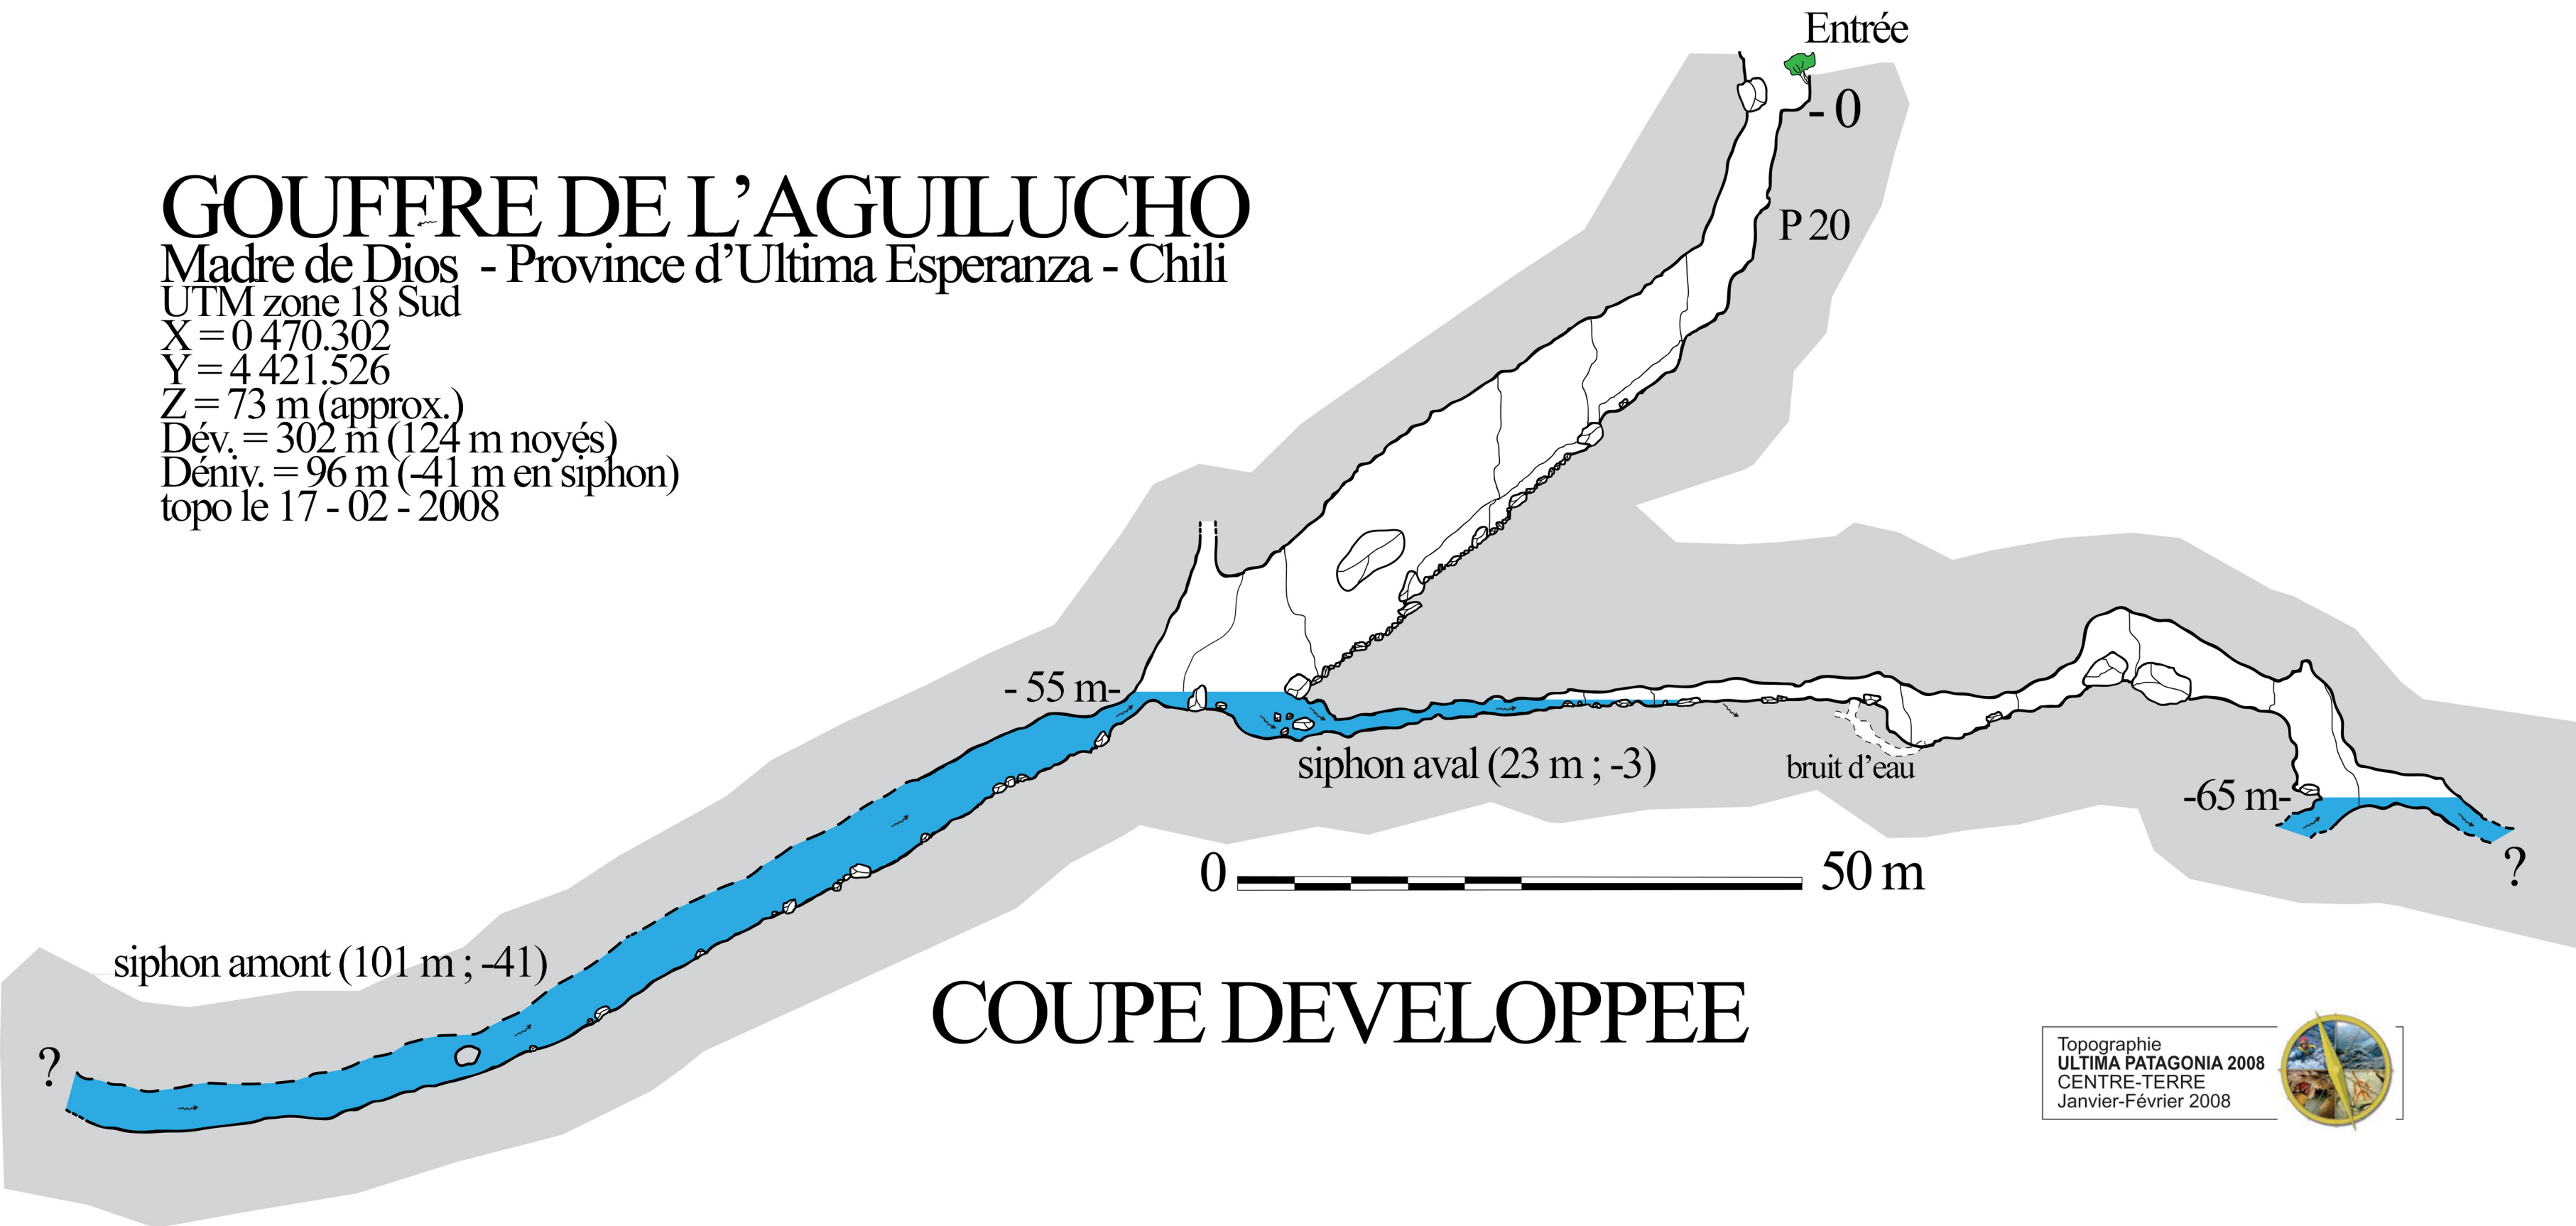 Entrée
- 0
GOUFFRE DE L’AGUILUCHO
Madre de Dios - Province d’Ultima Esperanza - Chili
UTM zone 18 Sud
X = 0 470.302
Y = 4 421.526
Z = 73 m (approx.)
Dév. = 302 m (124 m noyés)
Déniv. = 96 m (-41 m en siphon)
topo le 17 - 02 - 2008
P 20
- 55 m-
siphon aval (23 m ; -3)
bruit d’eau
-65 m-
?
0
50 m
siphon amont (101 m ; -41)
?
COUPE DEVELOPPEE
Topographie
ULTIMA PATAGONIA 2008
CENTRE-TERRE
Janvier-Février 2008